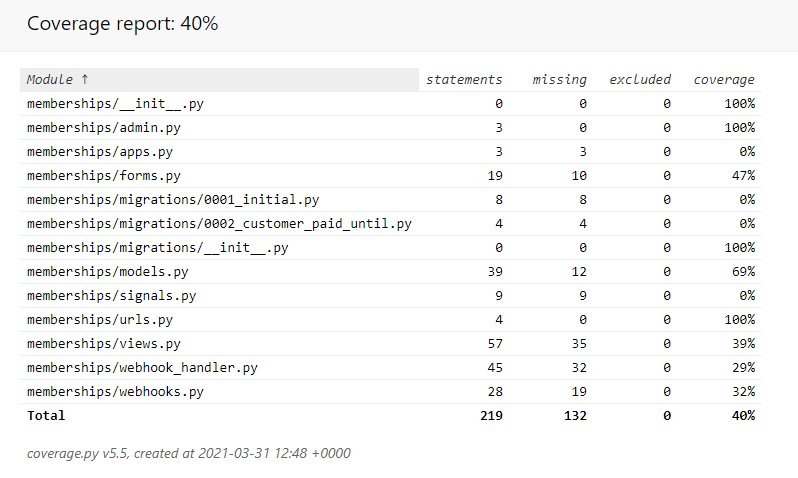 Coverage report: 40%
Module ↑ statements missing excluded coverage
memberships/__init__.py 0 0 0 100%
memberships/admin.py 3 0 0 100%
memberships/apps.py 3 3 0 0%
memberships/forms.py 19 10 0 47%
memberships/migrations/0001_initial.py 8 8 0 0%
memberships/migrations/0002_customer_paid_until.py 4 4 0 0%
memberships/migrations/__init__.py 0 0 0 100%
memberships/models.py 39 12 0 69%
memberships/signals.py 9 9 0 0%
memberships/urls.py 4 0 0 100%
memberships/views.py 57 35 0 39%
memberships/webhook_handler.py 45 32 0 29%
memberships/webhooks.py 28 19 0 32%
Total 219 132 0 40%
coverage.py v5.5, created at 2021-03-31 12:48 +0000